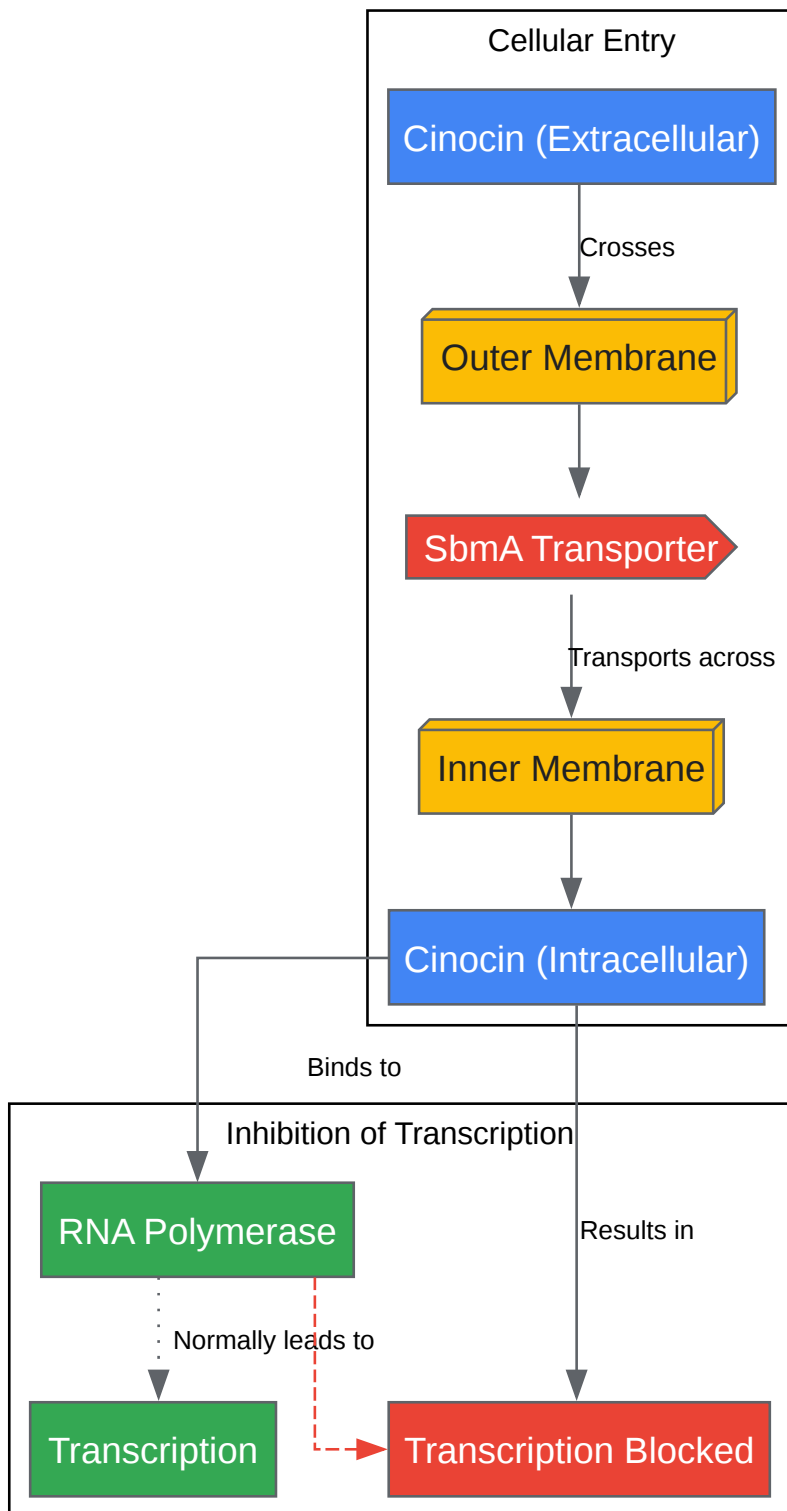 Cellular Entry
Cinocin (Extracellular)
Crosses
Outer Membrane
SbmA Transporter
Transports across
Inner Membrane
Cinocin (Intracellular)
Binds to
Inhibition of Transcription
RNA Polymerase
Results in
Normally leads to
Transcription
Transcription Blocked